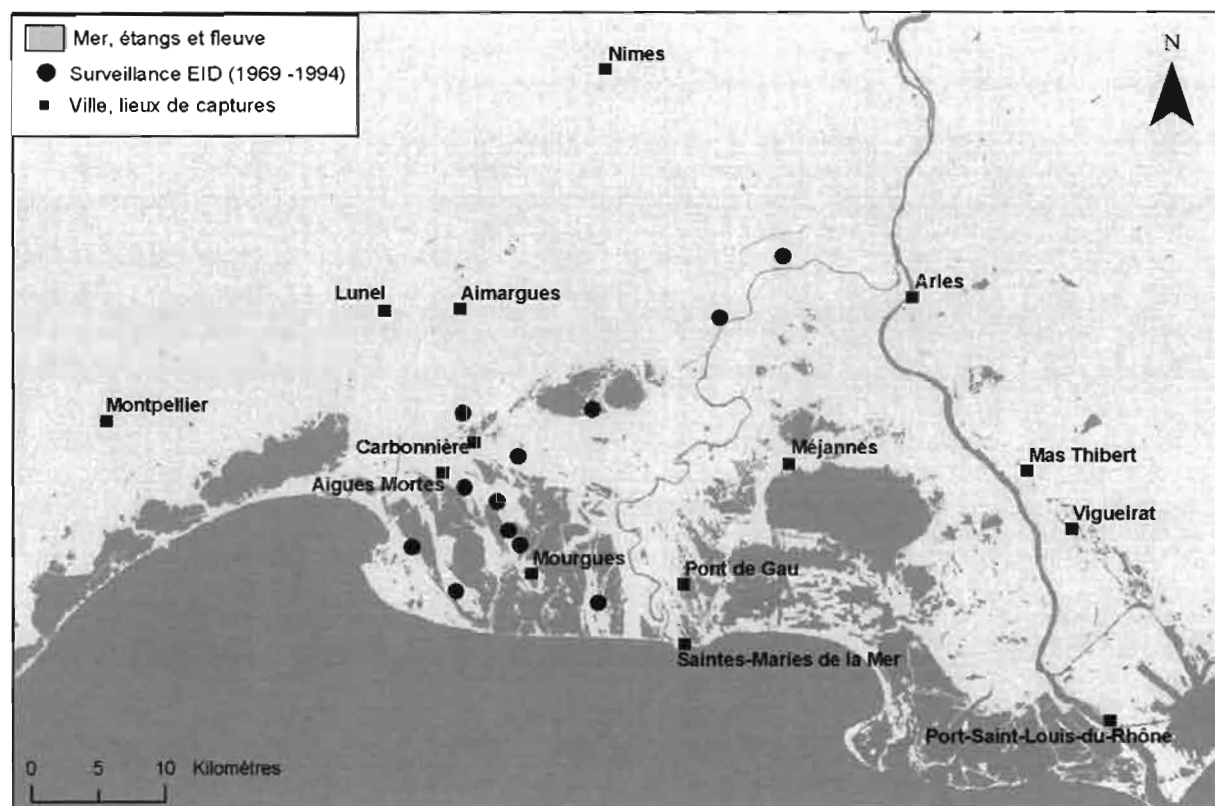 Mer, étangs et fleuve
Surveillance EID (1969 -1994)
Ville, lieux de captures
Nimes
N
Arles
Lunel
Aimargues
Montpellier
Carbonnière
Méjannes
Mas Thibert
Aigues Mortes
Vigueirat
Mourgues
Pont de Gau
Saintes-Maries de la Mer
Port-Saint-Louis-du-Rhône
0 5 10 Kilomètres